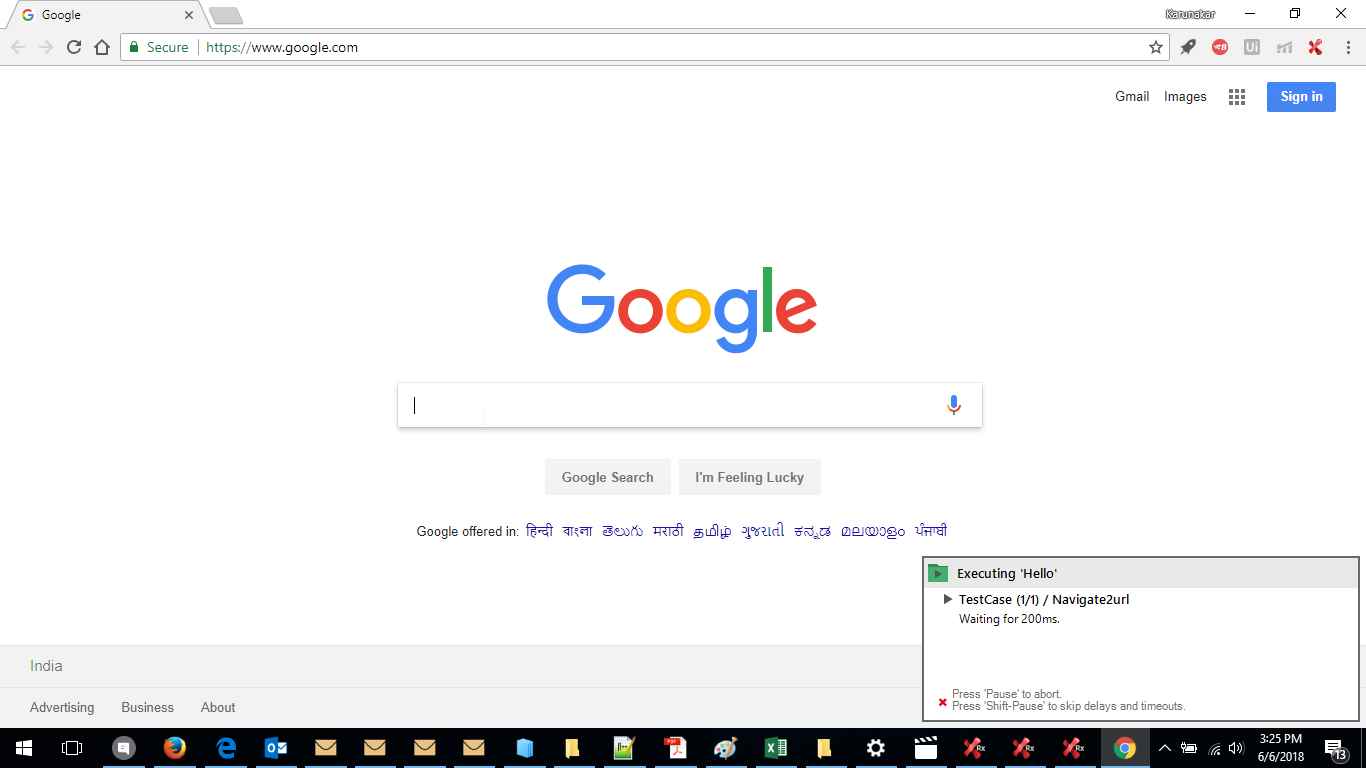 Google
Karunakar
Secure | https://www.google.com
Gmail Images
Sign in
Google
Google Search I'm Feeling Lucky
Google offered in: हिन्दी বাংলা తెలుగు मराठी தமிழ் ગુજરાતી ಕನ್ನಡ മലയാളം ਪੰਜਾਬੀ
Executing 'Hello'
TestCase (1/1) / Navigate2url
Waiting for 200ms.
Press 'Pause' to abort.
Press 'Shift-Pause' to skip delays and timeouts.
India
Advertising Business About
3:25 PM
6/6/2018
13